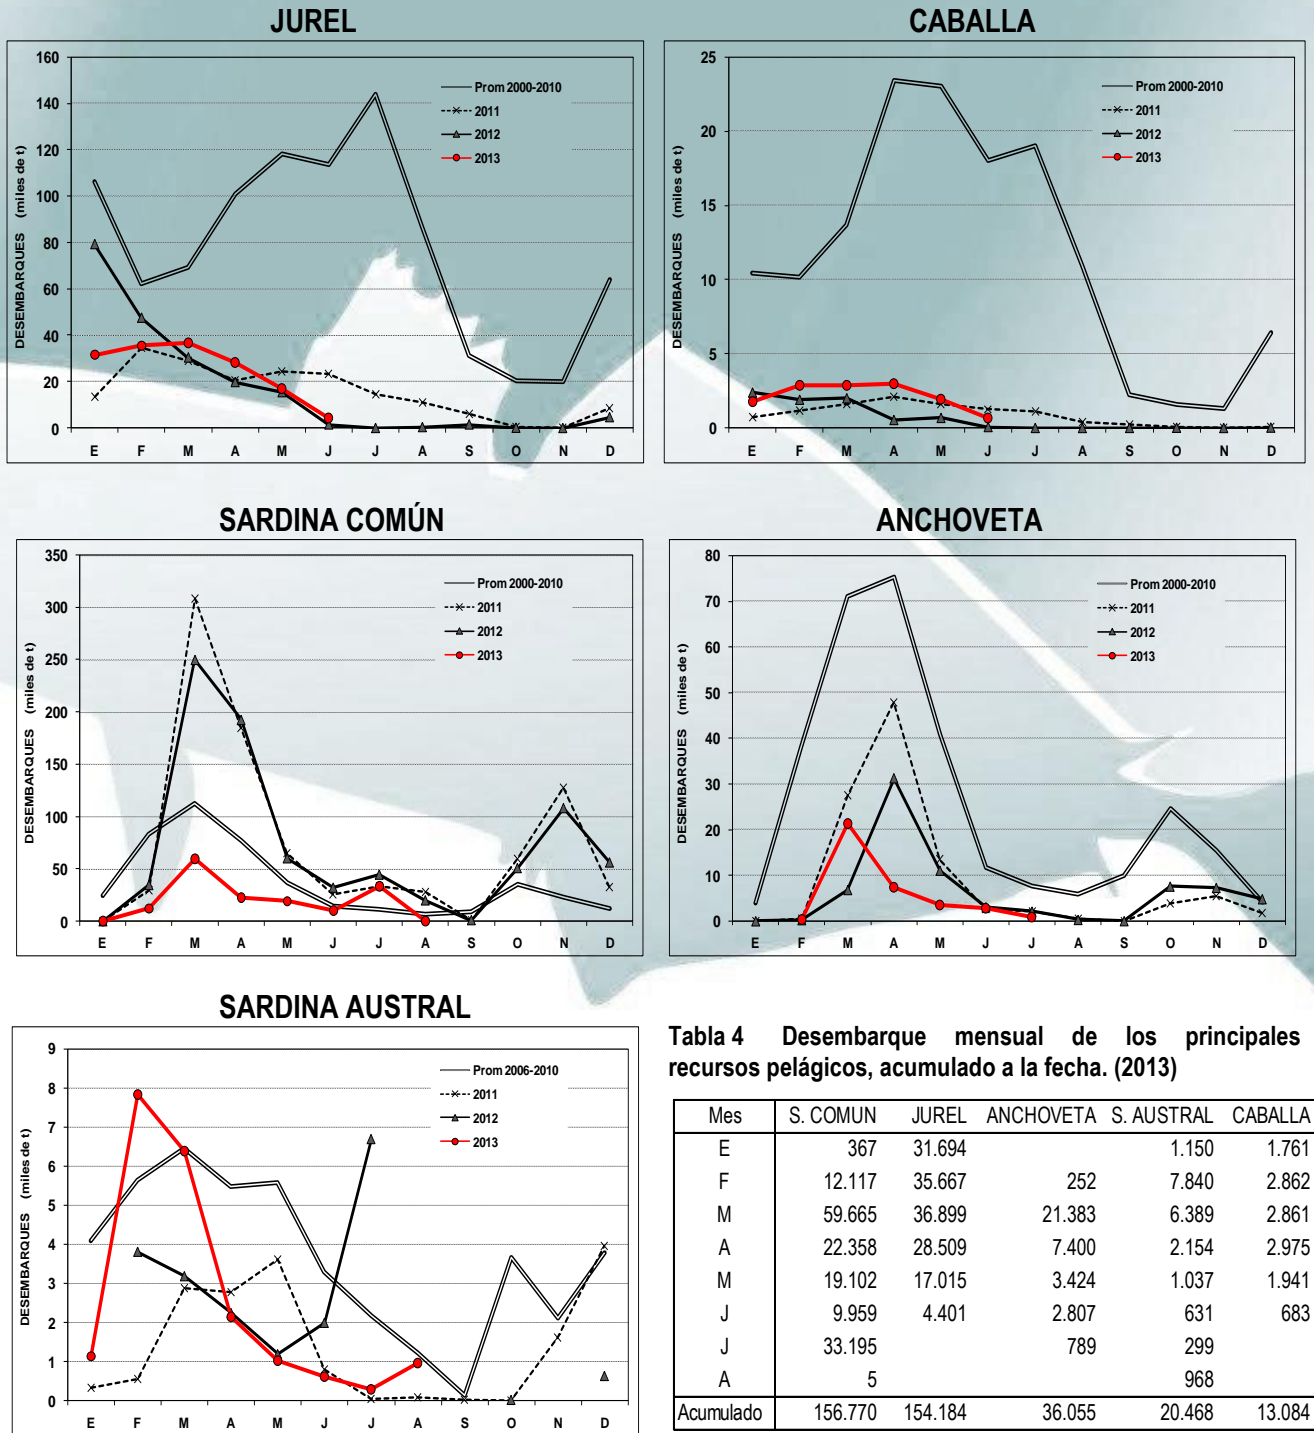 JUREL
160
140
120
100
80
60
40
20
0
DESEMBARQUES (miles de t)
Prom 2000-2010
2011
2012
2013
E F M A M J J A S O N D
CABALLA
25
20
15
10
5
0
DESEMBARQUES (miles de t)
Prom 2000-2010
2011
2012
2013
E F M A M J J A S O N D
SARDINA COMÚN
350
300
250
200
150
100
50
0
DESEMBARQUES (miles de t)
Prom 2000-2010
2011
2012
2013
E F M A M J J A S O N D
ANCHOVETA
80
70
60
50
40
30
20
10
0
DESEMBARQUES (miles de t)
Prom 2000-2010
2011
2012
2013
E F M A M J J A S O N D
SARDINA AUSTRAL
9
8
7
6
5
4
3
2
1
0
DESEMBARQUES (miles de t)
Prom 2006-2010
2011
2012
2013
E F M A M J J A S O N D
Tabla 4 Desembarque mensual de los principales
recursos pelágicos, acumulado a la fecha. (2013)
Mes S. COMUN JUREL ANCHOVETA S. AUSTRAL CABALLA
E 367 31.694 1.150 1.761
F 12.117 35.667 252 7.840 2.862
M 59.665 36.899 21.383 6.389 2.861
A 22.358 28.509 7.400 2.154 2.975
M 19.102 17.015 3.424 1.037 1.941
J 9.959 4.401 2.807 631 683
J 33.195 789 299
A 5 968
Acumulado 156.770 154.184 36.055 20.468 13.084